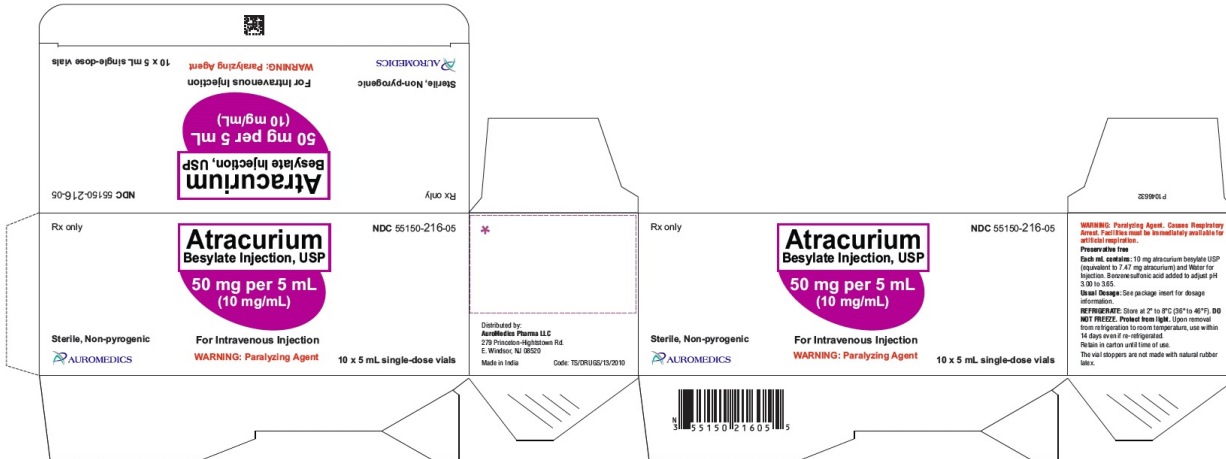 10 x 5 mL single-dose vials
WARNING: Paralyzing Agent
AUROMEDICS
For Intravenous Injection
Sterile, Non-pyrogenic
50 mg per 5 mL
(10 mg/mL)
Atracurium
Besylate Injection, USP
NDC 55150-216-05
Rx only
Rx only
NDC 55150-216-05
Atracurium
Besylate Injection, USP
50 mg per 5 mL
(10 mg/mL)
Sterile, Non-pyrogenic
For Intravenous Injection
AUROMEDICS
WARNING: Paralyzing Agent
10 x 5 mL single-dose vials
*
Distributed by:
AuroMedics Pharma LLC
279 Princeton-Hightstown Rd.
E. Windsor, NJ 08520
Made in India
Code: TS/DRUGS/13/2010
Rx only
NDC 55150-216-05
Atracurium
Besylate Injection, USP
50 mg per 5 mL
(10 mg/mL)
Sterile, Non-pyrogenic
For Intravenous Injection
AUROMEDICS
WARNING: Paralyzing Agent
10 x 5 mL single-dose vials
N
3 55150 21605 5
P1046632
WARNING: Paralyzing Agent. Causes Respiratory
Arrest. Facilities must be immediately available for
artificial respiration.
Preservative free
Each mL contains: 10 mg atracurium besylate USP
(equivalent to 7.47 mg atracurium) and Water for
Injection. Benzenesulfonic acid added to adjust pH
3.00 to 3.65.
Usual Dosage: See package insert for dosage
information.
REFRIGERATE: Store at 2° to 8°C (36° to 46°F). DO
NOT FREEZE. Protect from light. Upon removal
from refrigeration to room temperature, use within
14 days even if re-refrigerated.
Retain in carton until time of use.
The vial stoppers are not made with natural rubber
latex.